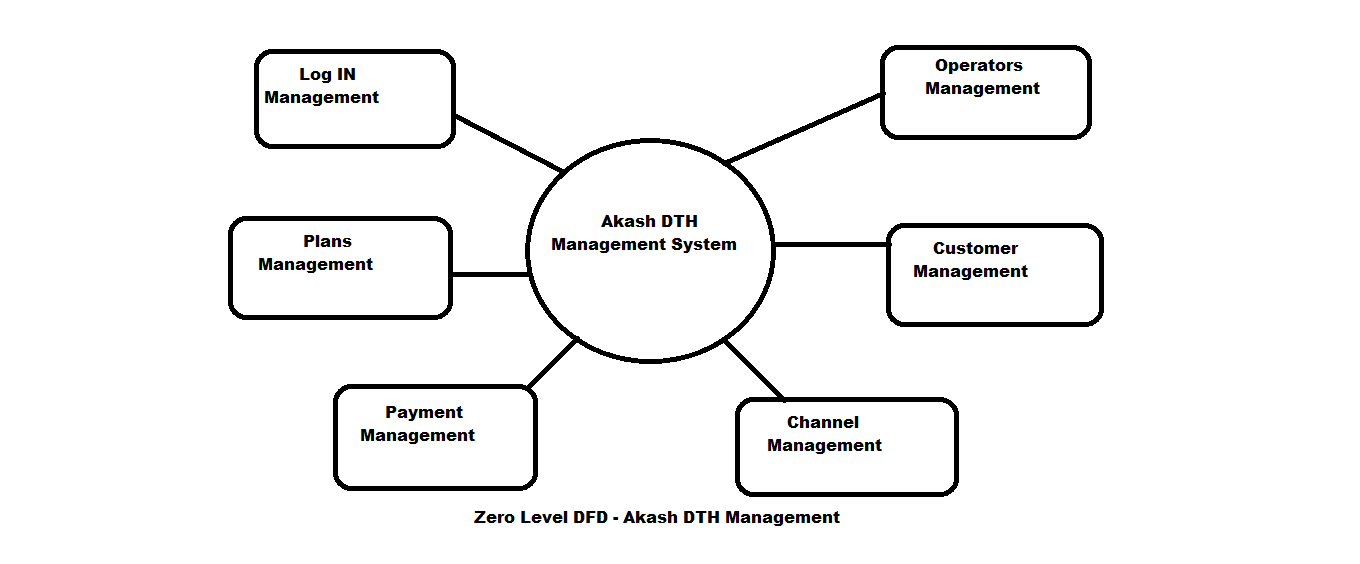 Log IN
Management
Operators
Management
Akash DTH
Management System
Plans
Management
Customer
Management
Payment
Management
Channel
Management
Zero Level DFD - Akash DTH Management